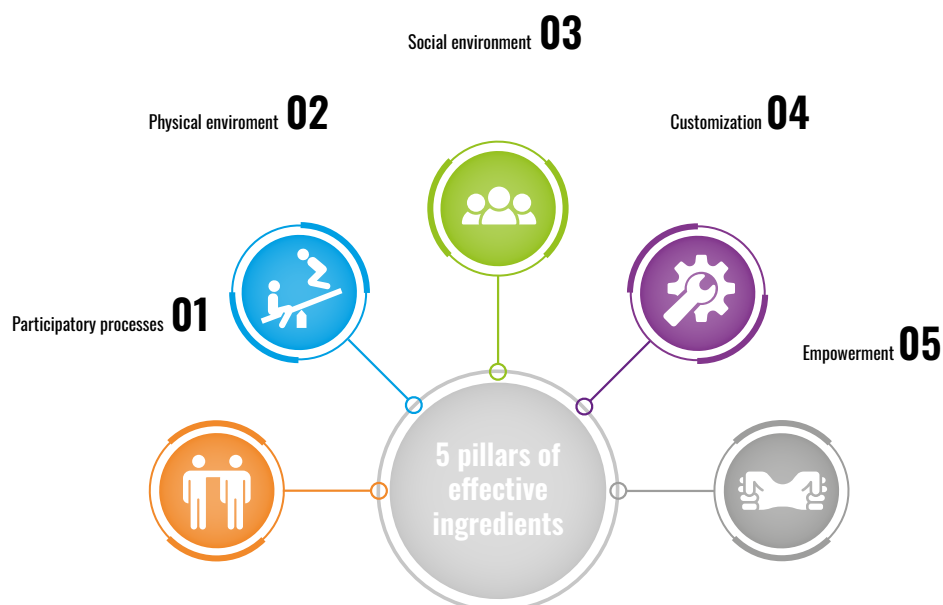 Social environment 03
Physical enviroment 02
Customization 04
Participatory processes 01
Empowerment 05
5 pillars of
effective
ingredients